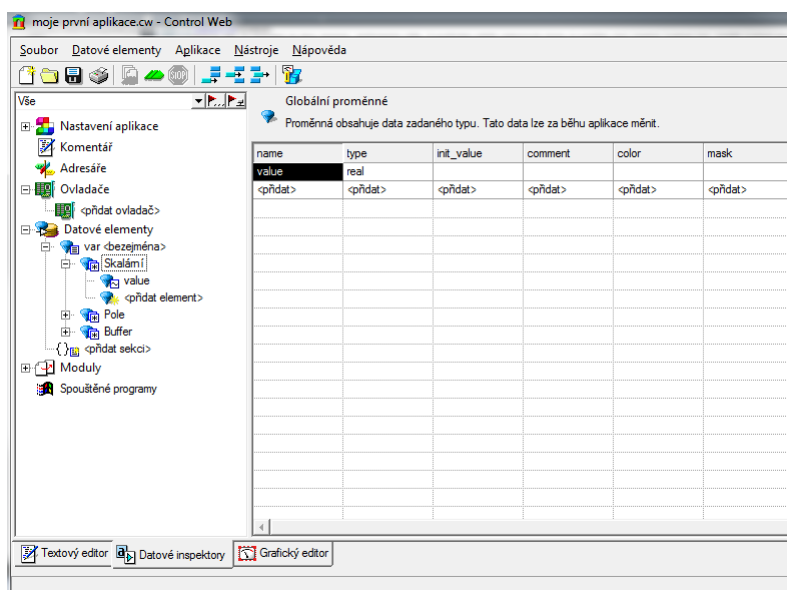 moje první aplikace.cw - Control Web
Soubor Datové elementy Aplikace Nástroje Nápověda
STOP
Vše
Globální proměnné
Proměnná obsahuje data zadaného typu. Tato data lze za běhu aplikace měnit.
Nastavení aplikace
Komentář
Adresáře
Ovladače
<přidat ovladač>
Datové elementy
var <bezejména>
Skalární
value
<přidat element>
Pole
Buffer
<přidat sekci>
Moduly
Spouštěné programy
name type init_value comment color mask
value real
<přidat> <přidat> <přidat> <přidat> <přidat> <přidat>
Textový editor Datové inspektory Grafický editor